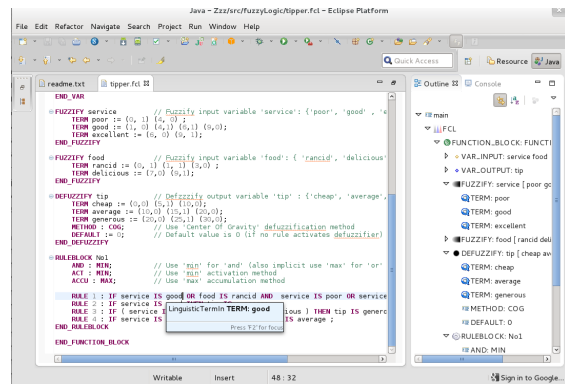 Java - Zzz/src/fuzzyLogic/tipper.fcl - Eclipse Platform
File Edit Refactor Navigate Search Project Run Window Help
Quick Access
Resource
Java
readme.txt
tipper.fcl
END_VAR
FUZZIFY service // Fuzzify input variable 'service': {'poor', 'good' , 'e
TERM poor := (0, 1) (4, 0) ;
TERM good := (1, 0) (4,1) (6,1) (9,0);
TERM excellent := (6, 0) (9, 1);
END_FUZZIFY
FUZZIFY food // Fuzzify input variable 'food': { 'rancid', 'delicious'
TERM rancid := (0, 1) (1, 1) (3,0) ;
TERM delicious := (7,0) (9,1);
END_FUZZIFY
DEFUZZIFY tip // Defzzzify output variable 'tip' : {'cheap', 'average',
TERM cheap := (0,0) (5,1) (10,0);
TERM average := (10,0) (15,1) (20,0);
TERM generous := (20,0) (25,1) (30,0);
METHOD : COG; // Use 'Center Of Gravity' defuzzification method
DEFAULT := 0; // Default value is 0 (if no rule activates defuzzifier)
END_DEFUZZIFY
RULEBLOCK No1
AND : MIN; // Use 'min' for 'and' (also implicit use 'max' for 'or'
ACT : MIN; // Use 'min' activation method
ACCU : MAX; // Use 'max' accumulation method
RULE 1 : IF service IS good OR food IS rancid AND service IS poor OR service
RULE 2 : IF service IS
RULE 3 : IF ( service I
cious ) THEN tip IS generc
RULE 4 : IF service IS
IS average ;
END_RULEBLOCK
LinguisticTermIn TERM: good
Press 'F2' for focus
END_FUNCTION_BLOCK
Outline
Console
main
FCL
FUNCTION_BLOCK: FUNCTI
VAR_INPUT: service food
VAR_OUTPUT: tip
FUZZIFY: service [ poor go
TERM: poor
TERM: good
TERM: excellent
FUZZIFY: food [ rancid deli
DEFUZZIFY: tip [ cheap ave
TERM: cheap
TERM: average
TERM: generous
METHOD: COG
DEFAULT: 0
RULEBLOCK: No1
AND: MIN
Writable Insert 48 : 32
Sign in to Google...